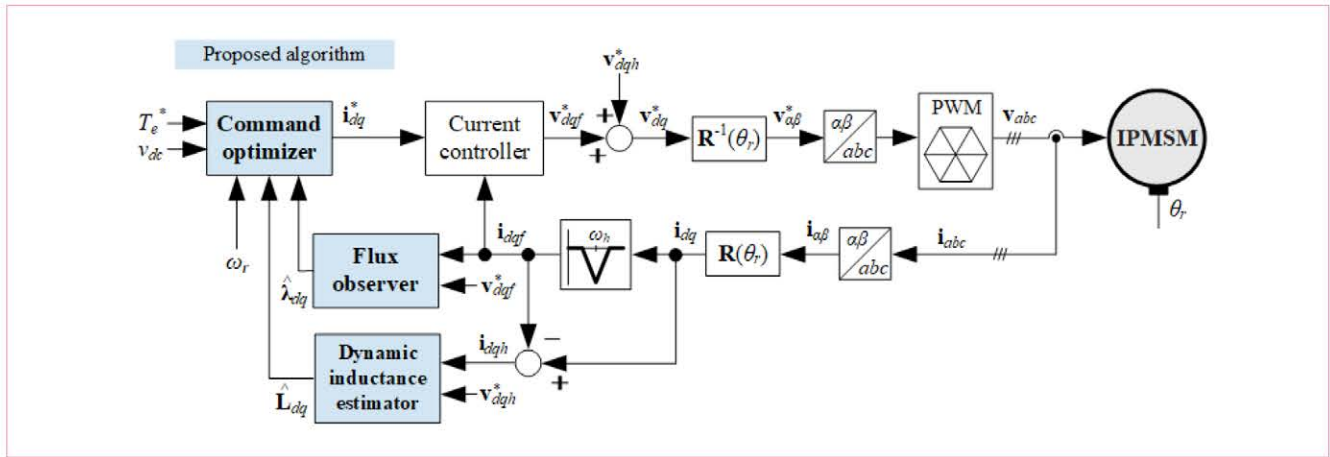 Proposed algorithm
T_e^*
v_dc
Command
optimizer
i^*_dq
Current
controller
v^*_dqf
+
+
v^*_dqh
v^*_dq
R^-1(θ_r)
v^*_αβ
αβ
abc
PWM
v_abc
IPMSM
θ_r
ω_r
λ̂_dq
Flux
observer
i_dqf
v^*_dqf
ω_h
i_dq
R(θ_r)
i_αβ
αβ
abc
i_abc
L̂_dq
Dynamic
inductance
estimator
i_dqh
v^*_dqh
−
+